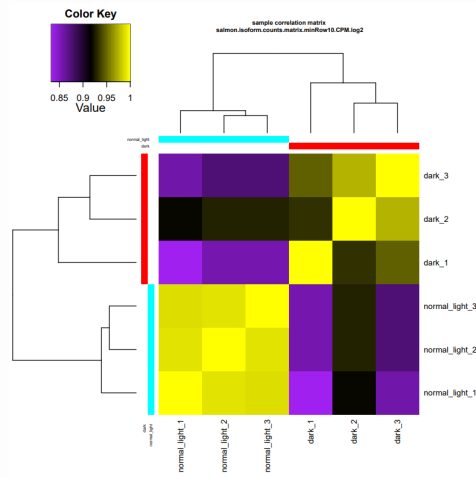 Color Key
0.85 0.9 0.95 1
Value
sample correlation matrix
salmon.isoform.counts.matrix.minRow10.CPM.log2
normal_light
dark
dark_3
dark_2
dark_1
normal_light_3
normal_light_2
normal_light_1
dark
normal_light
normal_light_1
normal_light_2
normal_light_3
dark_1
dark_2
dark_3